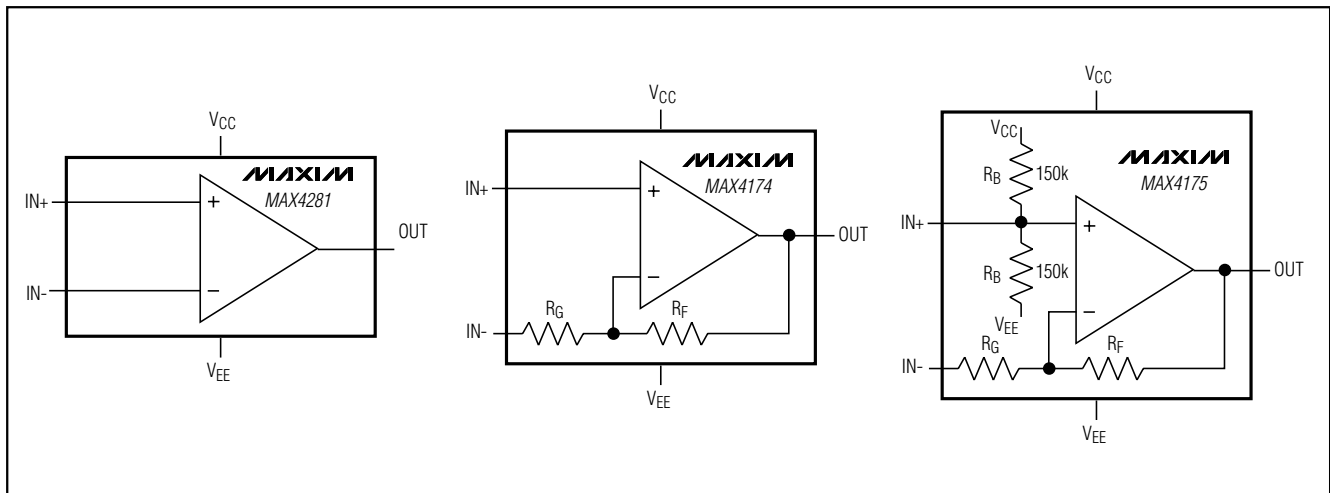 VCC
MAXIM
MAX4281
IN+
+
OUT
IN-
−
VEE
VCC
MAXIM
MAX4174
IN+
+
OUT
−
RG
RF
IN-
VEE
VCC
VCC
MAXIM
MAX4175
RB 150k
IN+
+
RB 150k
OUT
VEE
−
RG
RF
IN-
VEE